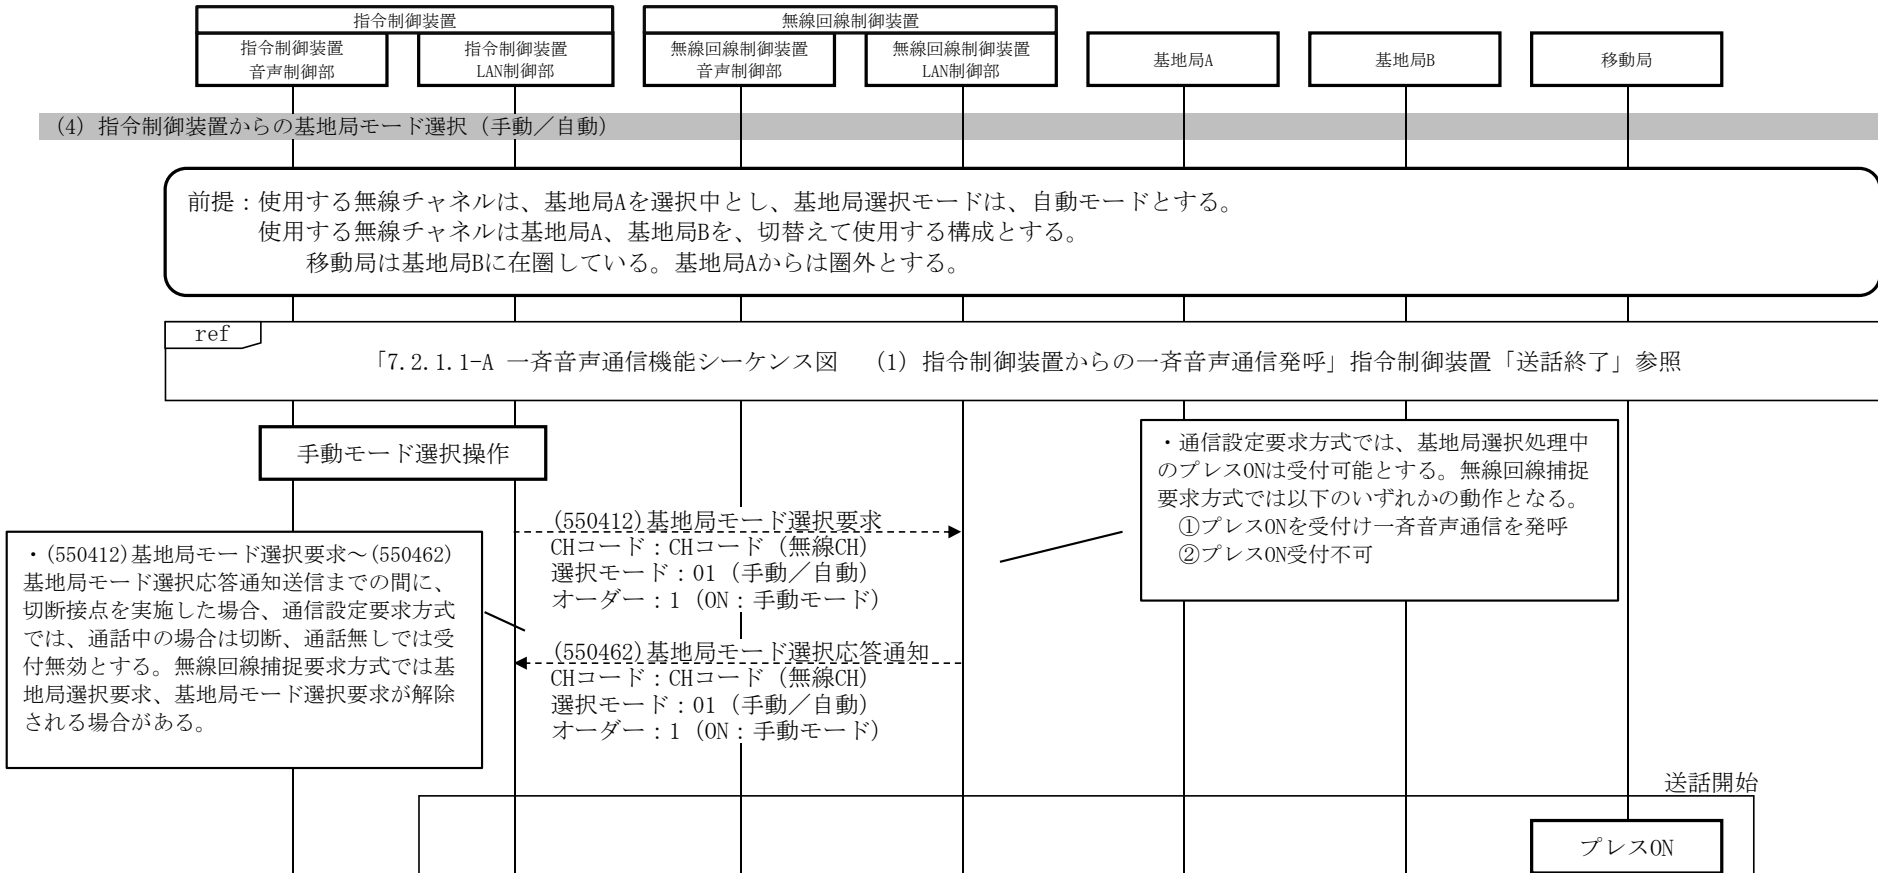 指令制御装置
無線回線制御装置
指令制御装置
音声制御部
指令制御装置
LAN制御部
無線回線制御装置
音声制御部
無線回線制御装置
LAN制御部
基地局A
基地局B
移動局
(4) 指令制御装置からの基地局モード選択（手動／自動）
前提：使用する無線チャネルは、基地局Aを選択中とし、基地局選択モードは、自動モードとする。
使用する無線チャネルは基地局A、基地局Bを、切替えて使用する構成とする。
移動局は基地局Bに在圏している。基地局Aからは圏外とする。
ref
「7.2.1.1-A 一斉音声通信機能シーケンス図　(1) 指令制御装置からの一斉音声通信発呼」指令制御装置「送話終了」参照
手動モード選択操作
・通信設定要求方式では、基地局選択処理中
のプレスONは受付可能とする。無線回線捕捉
要求方式では以下のいずれかの動作となる。
①プレスONを受付け一斉音声通信を発呼
②プレスON受付不可
(550412)基地局モード選択要求
CHコード：CHコード（無線CH）
選択モード：01（手動／自動）
オーダー：1（ON：手動モード）
・(550412)基地局モード選択要求～(550462)
基地局モード選択応答通知送信までの間に、
切断接点を実施した場合、通信設定要求方式
では、通話中の場合は切断、通話無しでは受
付無効とする。無線回線捕捉要求方式では基
地局選択要求、基地局モード選択要求が解除
される場合がある。
(550462)基地局モード選択応答通知
CHコード：CHコード（無線CH）
選択モード：01（手動／自動）
オーダー：1（ON：手動モード）
送話開始
プレスON